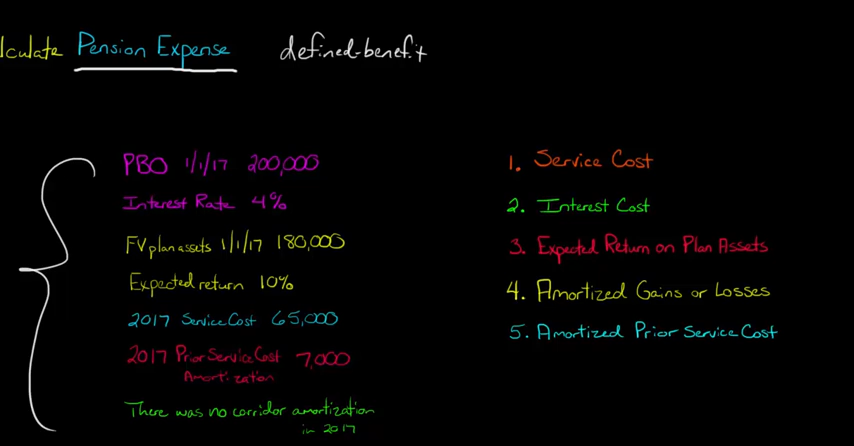 lculate Pension Expense defined-benefit
PBO 1/1/17 200,000
Interest Rate 4%
FV plan assets 1/1/17 180,000
Expected return 10%
2017 Service Cost 65,000
2017 Prior Service Cost 7,000
Amortization
There was no corridor amortization
in 2017
1. Service Cost
2. Interest Cost
3. Expected Return on Plan Assets
4. Amortized Gains or Losses
5. Amortized Prior Service Cost